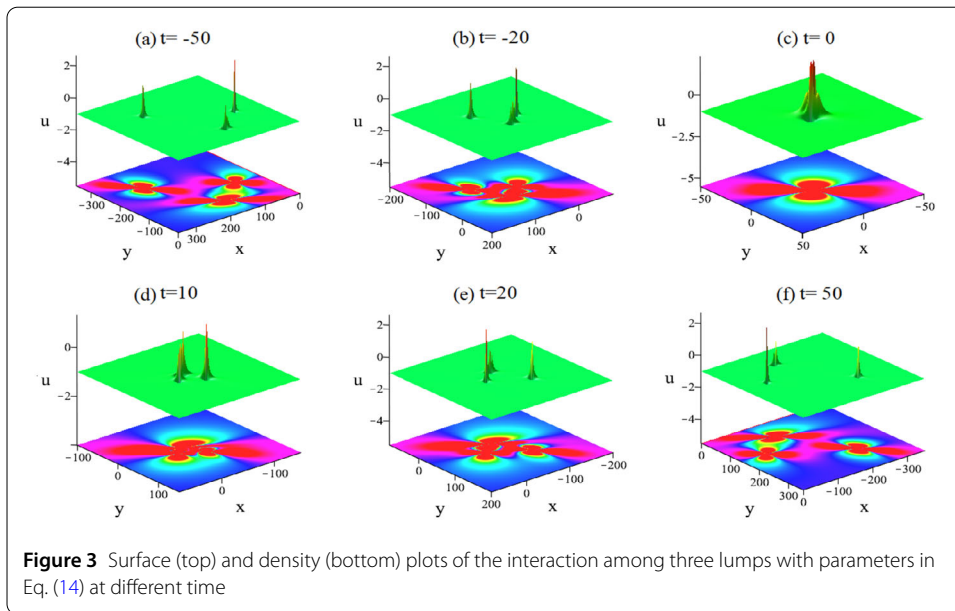 (a) t= -50
(b) t= -20
(c) t= 0
2
0
u
-2
-4
-300
-200
-100
0
y
300
200
100
0
x
2
0
u
-2
-4
-200
-100
0
100
200
y
100
0
x
0
u
-2.5
-5
-50
0
50
y
0
-50
x
(d) t=10
(e) t=20
(f) t= 50
0
u
-2
-100
0
100
y
0
-100
x
2
0
u
-2
-4
-100
0
100
200
y
0
-100
-200
x
2
0
u
-2
-4
0
100
200
300
y
0
-100
-200
-300
x
Figure 3 Surface (top) and density (bottom) plots of the interaction among three lumps with parameters in
Eq. (14) at different time